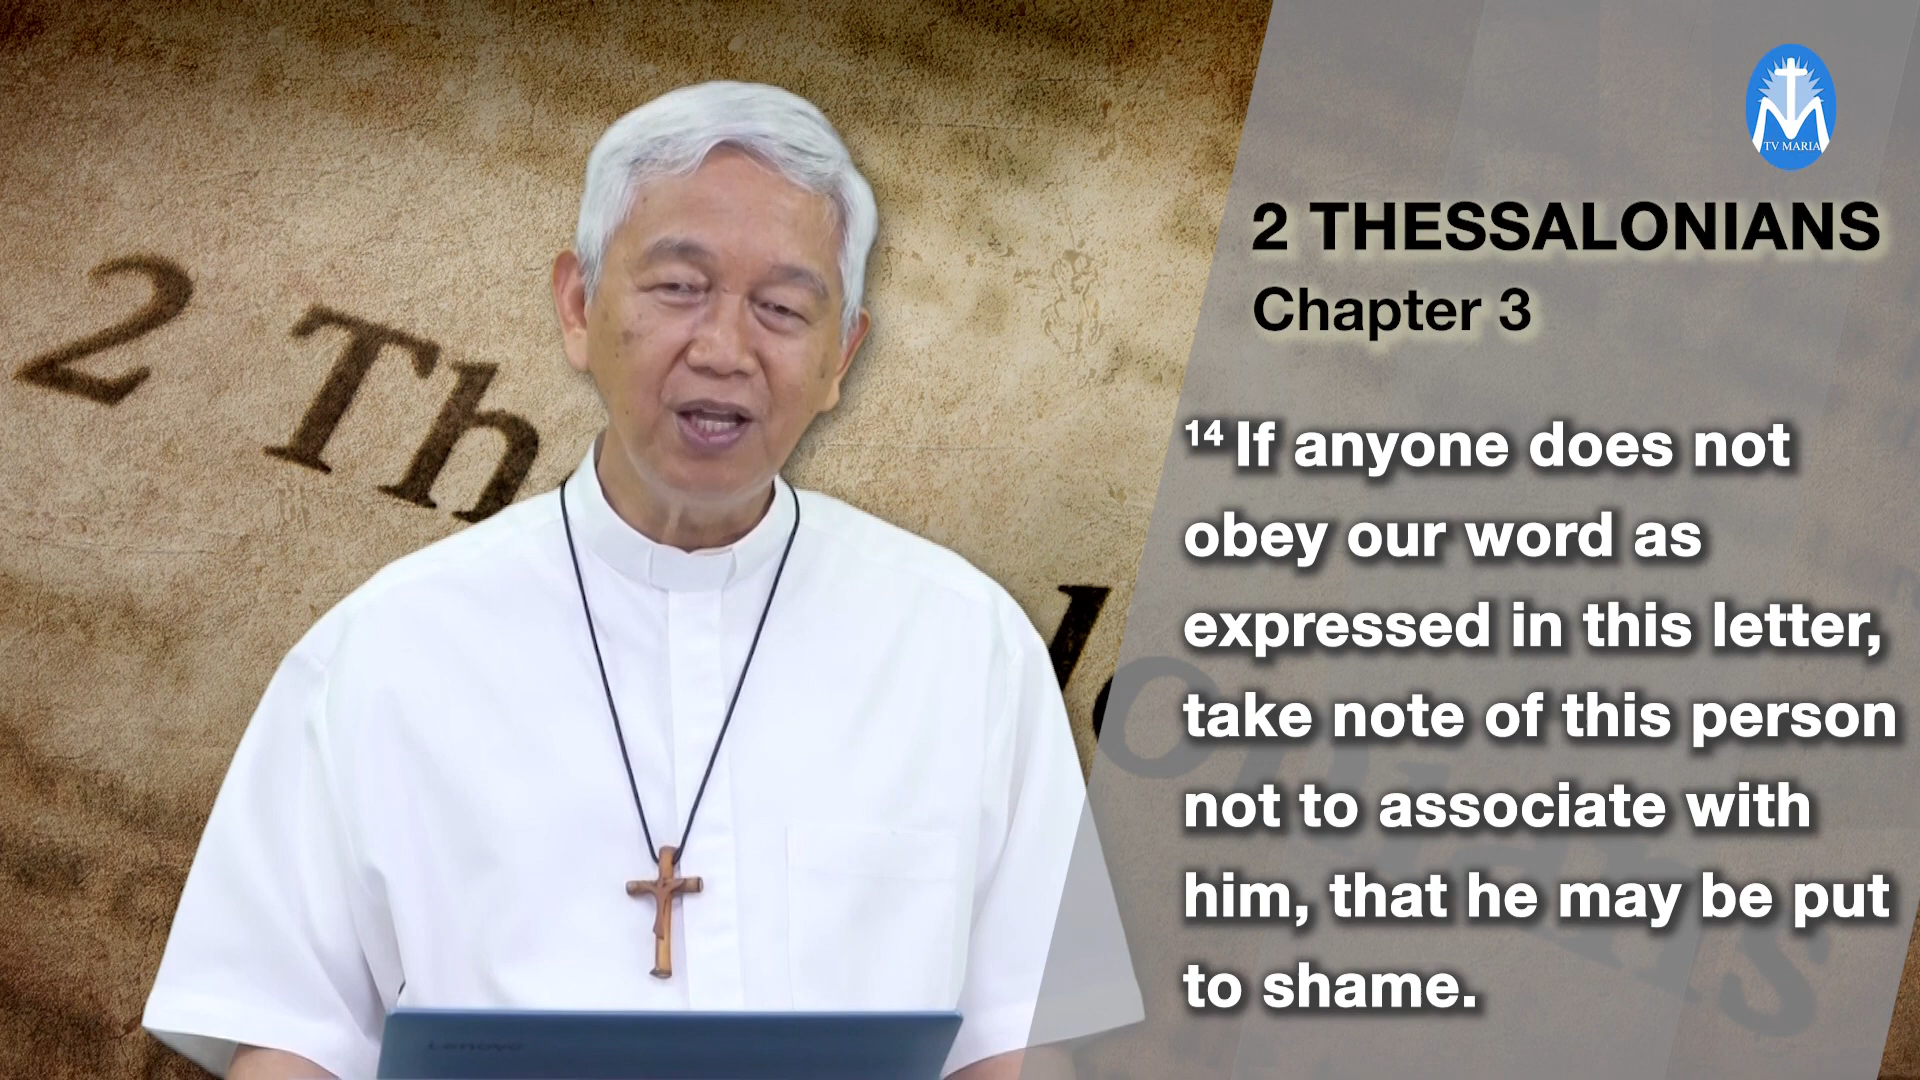 TV MARIA
2 THESSALONIANS
Chapter 3
14 If anyone does not
obey our word as
expressed in this letter,
take note of this person
not to associate with
him, that he may be put
to shame.
2 Th
lonians
Lenovo